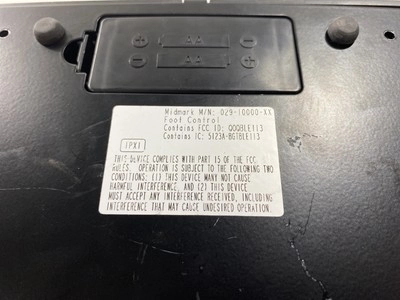 AA
AA
Midmark M/N: 029-10000-XX
Foot Control
Contains FCC ID: QOQBLE113
Contains IC: 5123A-BGTBLE113
IPX1
THIS DEVICE COMPLIES WITH PART 15 OF THE FCC
RULES. OPERATION IS SUBJECT TO THE FOLLOWING TWO
CONDITIONS: (1) THIS DEVICE MANY NOT CAUSE
HARMFUL INTERFERENCE, AND (2) THIS DEVICE
MUST ACCEPT ANY INTERFERENCE RECEIVED, INCLUDING
INTERFERENCE THAT MAY CAUSE UNDESIRED OPERATION.